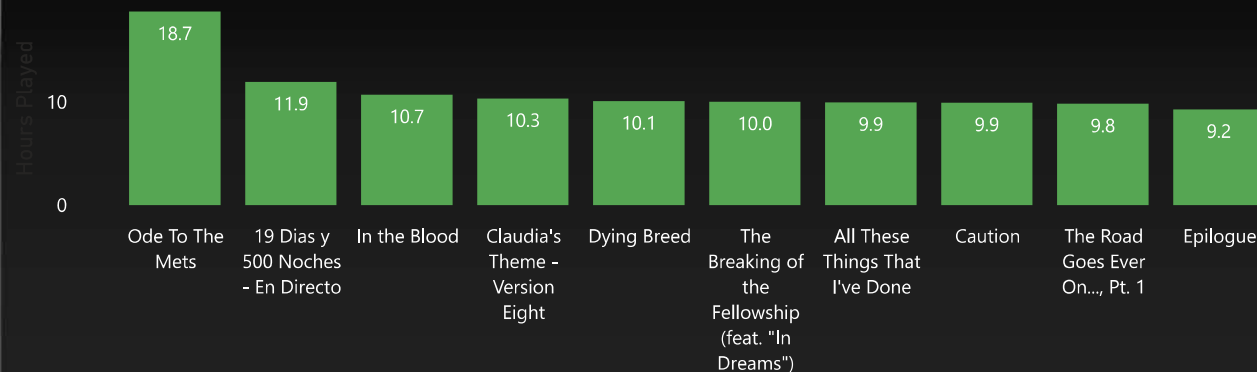 Hours Played
10
0
18.7
11.9
10.7
10.3
10.1
10.0
9.9
9.9
9.8
9.2
Ode To The
Mets
19 Dias y
500 Noches
- En Directo
In the Blood
Claudia's
Theme -
Version
Eight
Dying Breed
The
Breaking of
the
Fellowship
(feat. "In
Dreams")
All These
Things That
I've Done
Caution
The Road
Goes Ever
On..., Pt. 1
Epilogue